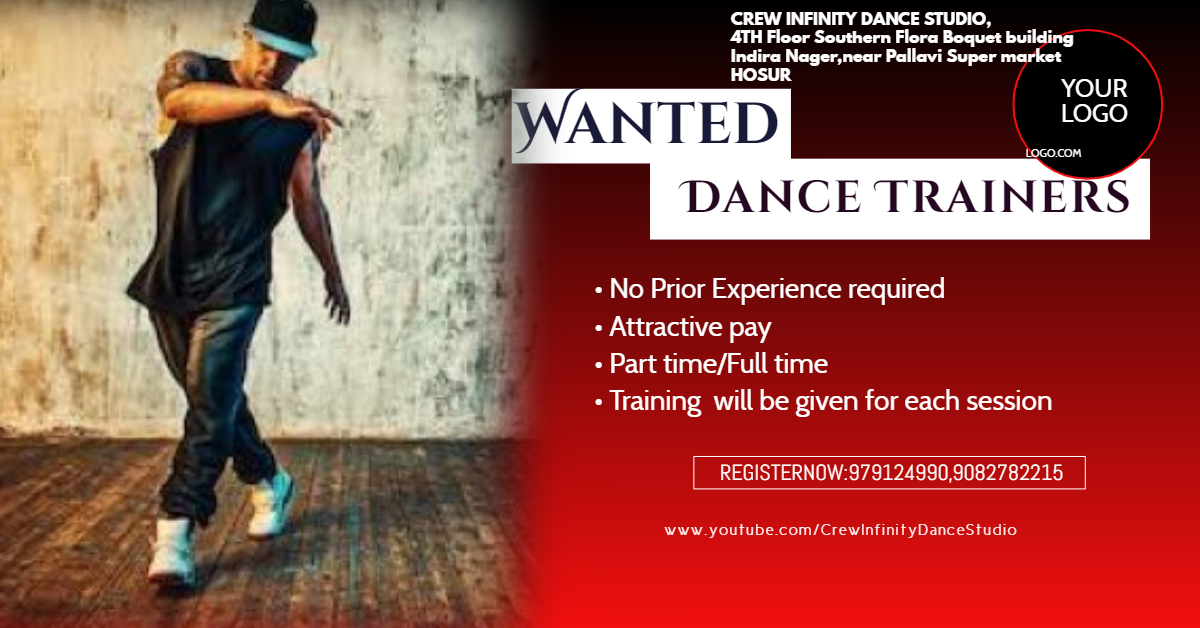 CREW INFINITY DANCE STUDIO,
4TH Floor Southern Flora Boquet building
Indira Nager,near Pallavi Super market
HOSUR
YOUR
LOGO
LOGO.COM
WANTED
DANCE TRAINERS
• No Prior Experience required
• Attractive pay
• Part time/Full time
• Training  will be given for each session
REGISTERNOW:979124990,9082782215
www.youtube.com/CrewInfinityDanceStudio